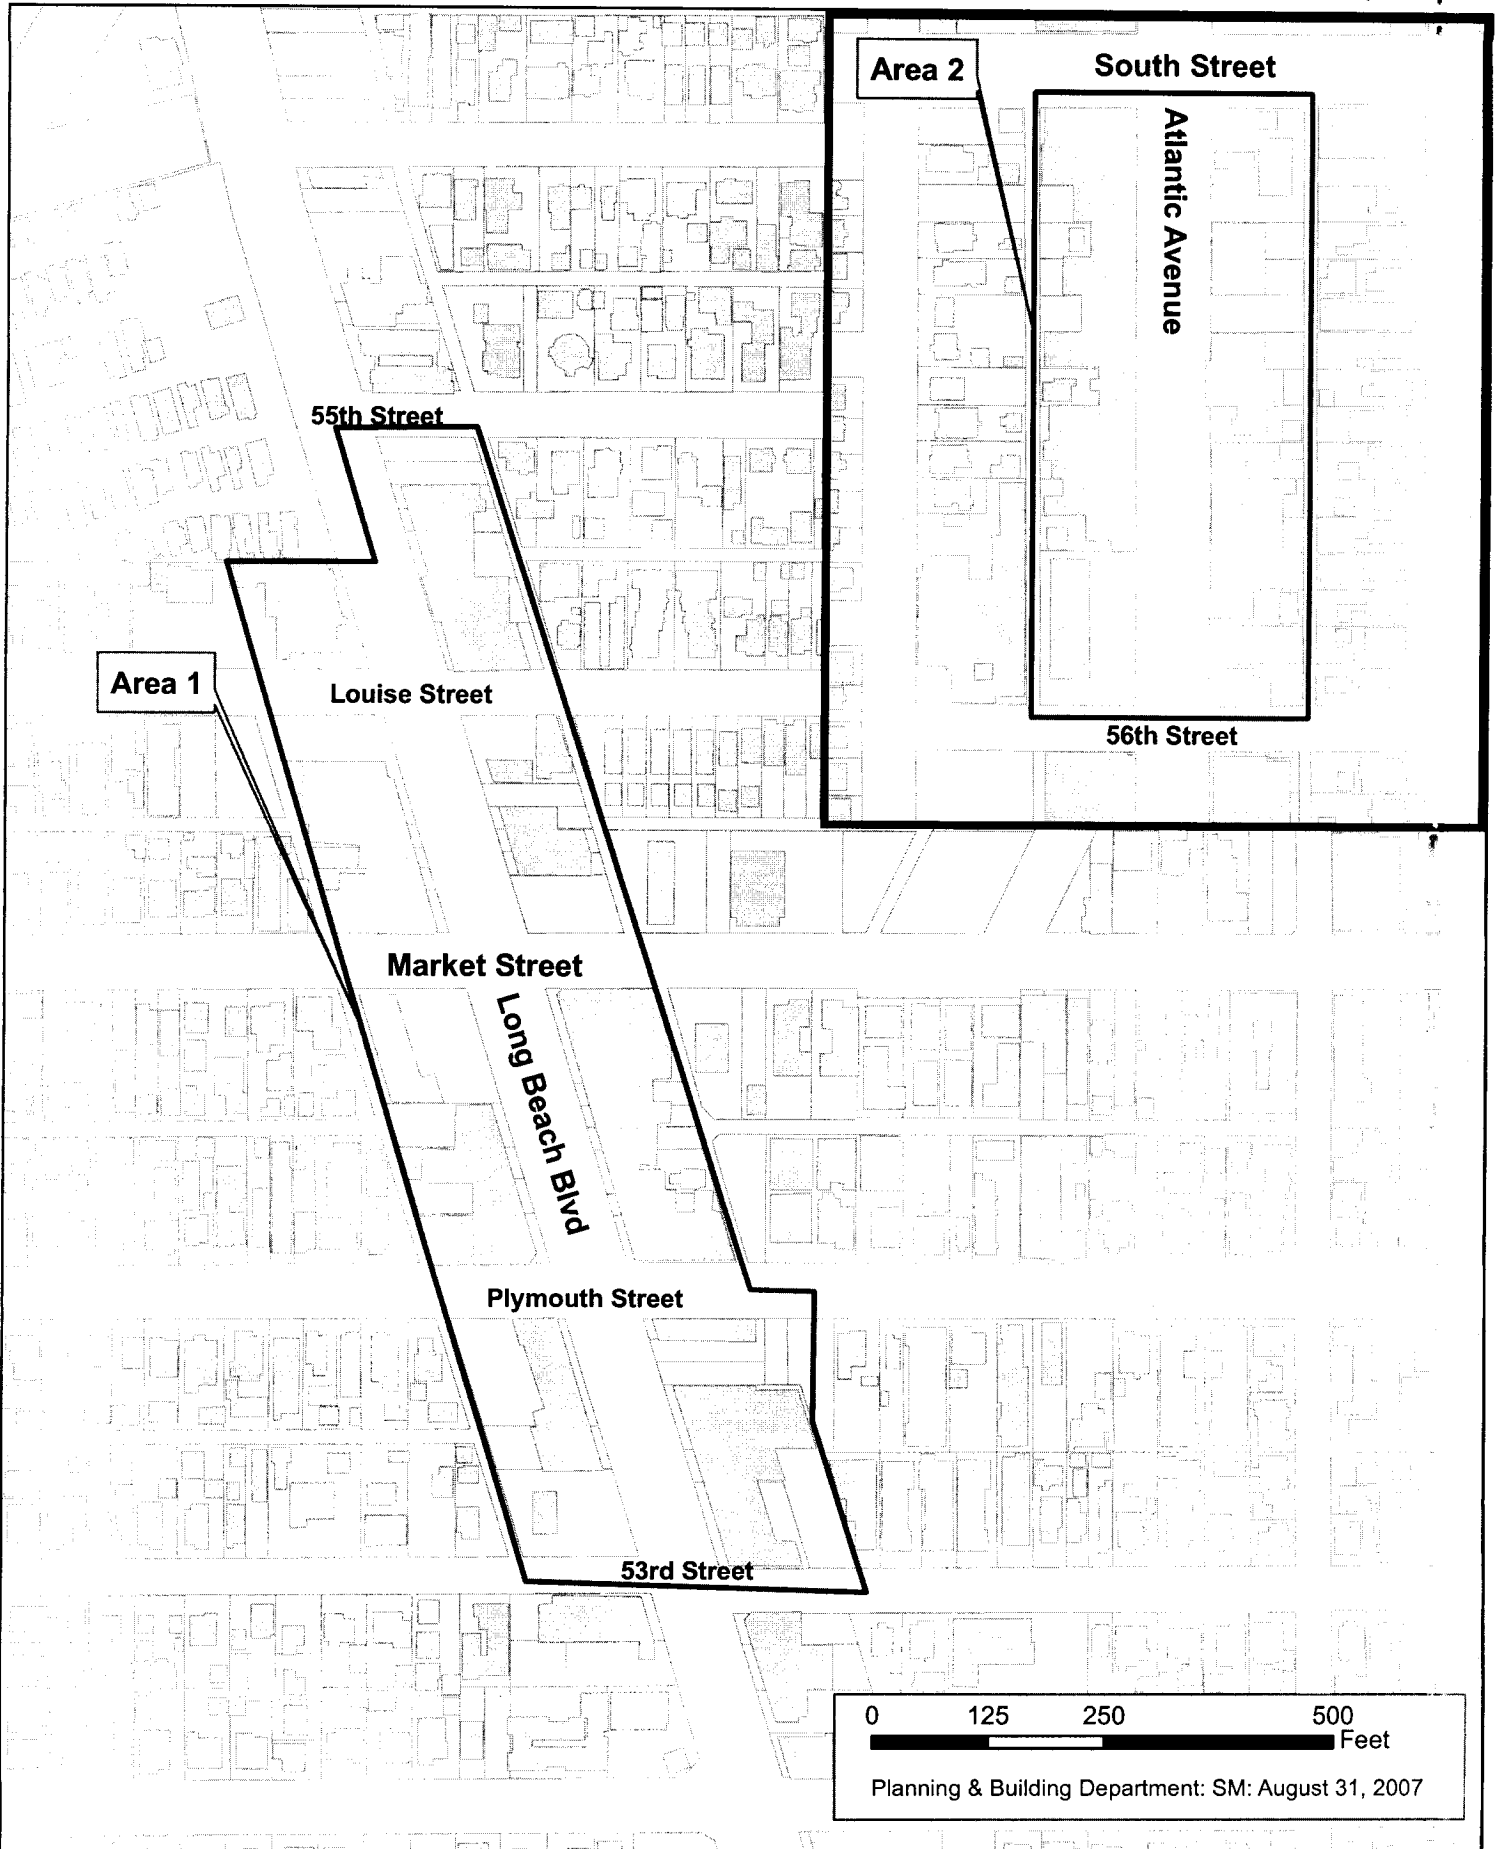 Area 2
South Street
Atlantic Avenue
56th Street
55th Street
Area 1
Louise Street
Market Street
Long Beach Blvd
Plymouth Street
53rd Street
0 125 250 500
Feet
Planning & Building Department: SM: August 31, 2007